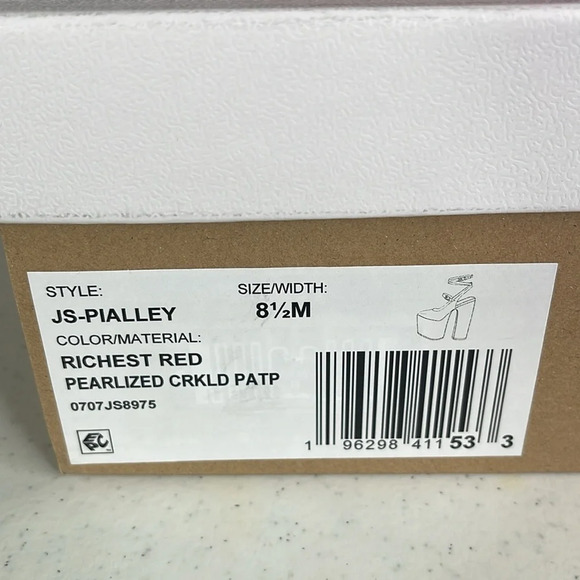 STYLE: SIZE/WIDTH:
JS-PIALLEY 8½M
COLOR/MATERIAL:
RICHEST RED
PEARLIZED CRKLD PATP
0707JS8975
1 96298 41153 3